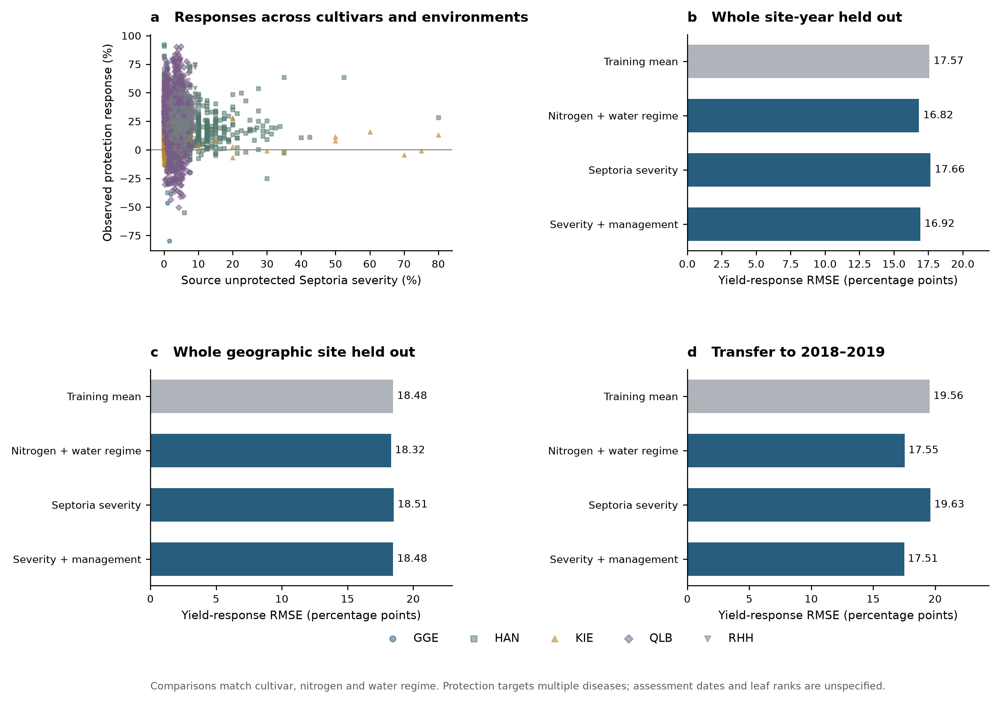 a Responses across cultivars and environments
100
75
50
25
0
−25
−50
−75
Observed protection response (%)
0 10 20 30 40 50 60 70 80
Source unprotected Septoria severity (%)
b Whole site-year held out
Training mean 17.57
Nitrogen + water regime 16.82
Septoria severity 17.66
Severity + management 16.92
0.0 2.5 5.0 7.5 10.0 12.5 15.0 17.5 20.0
Yield-response RMSE (percentage points)
c Whole geographic site held out
Training mean 18.48
Nitrogen + water regime 18.32
Septoria severity 18.51
Severity + management 18.48
0 5 10 15 20
Yield-response RMSE (percentage points)
d Transfer to 2018–2019
Training mean 19.56
Nitrogen + water regime 17.55
Septoria severity 19.63
Severity + management 17.51
0 5 10 15 20
Yield-response RMSE (percentage points)
GGE HAN KIE QLB RHH
Comparisons match cultivar, nitrogen and water regime. Protection targets multiple diseases; assessment dates and leaf ranks are unspecified.